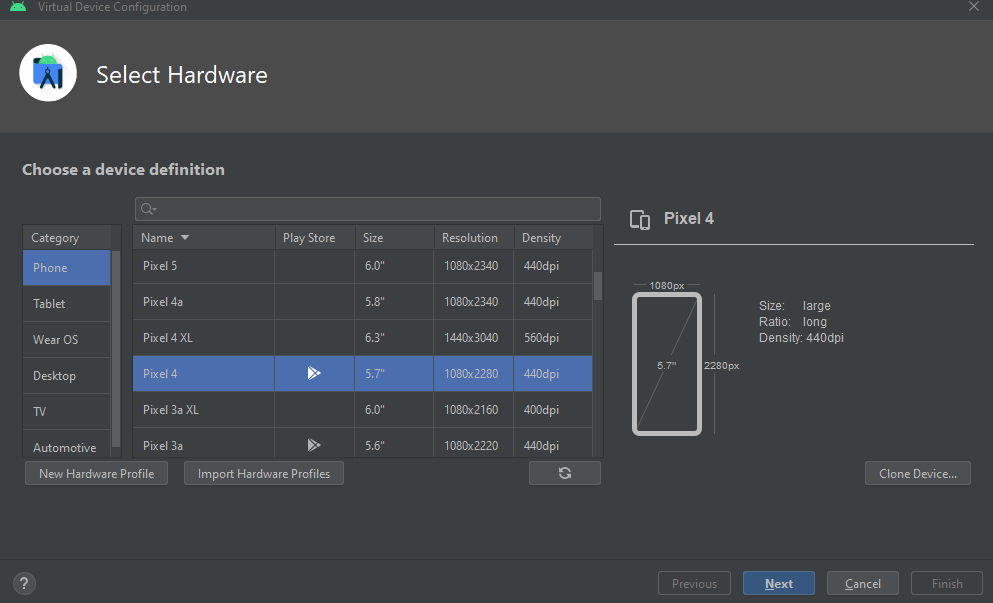 Virtual Device Configuration
Select Hardware
Choose a device definition
Category
Phone
Tablet
Wear OS
Desktop
TV
Automotive
Name Play Store Size Resolution Density
Pixel 5 6.0" 1080x2340 440dpi
Pixel 4a 5.8" 1080x2340 440dpi
Pixel 4 XL 6.3" 1440x3040 560dpi
Pixel 4 5.7" 1080x2280 440dpi
Pixel 3a XL 6.0" 1080x2160 400dpi
Pixel 3a 5.6" 1080x2220 440dpi
New Hardware Profile Import Hardware Profiles
Pixel 4
1080px
5.7"
2280px
Size: large
Ratio: long
Density: 440dpi
Clone Device...
?
Previous Next Cancel Finish